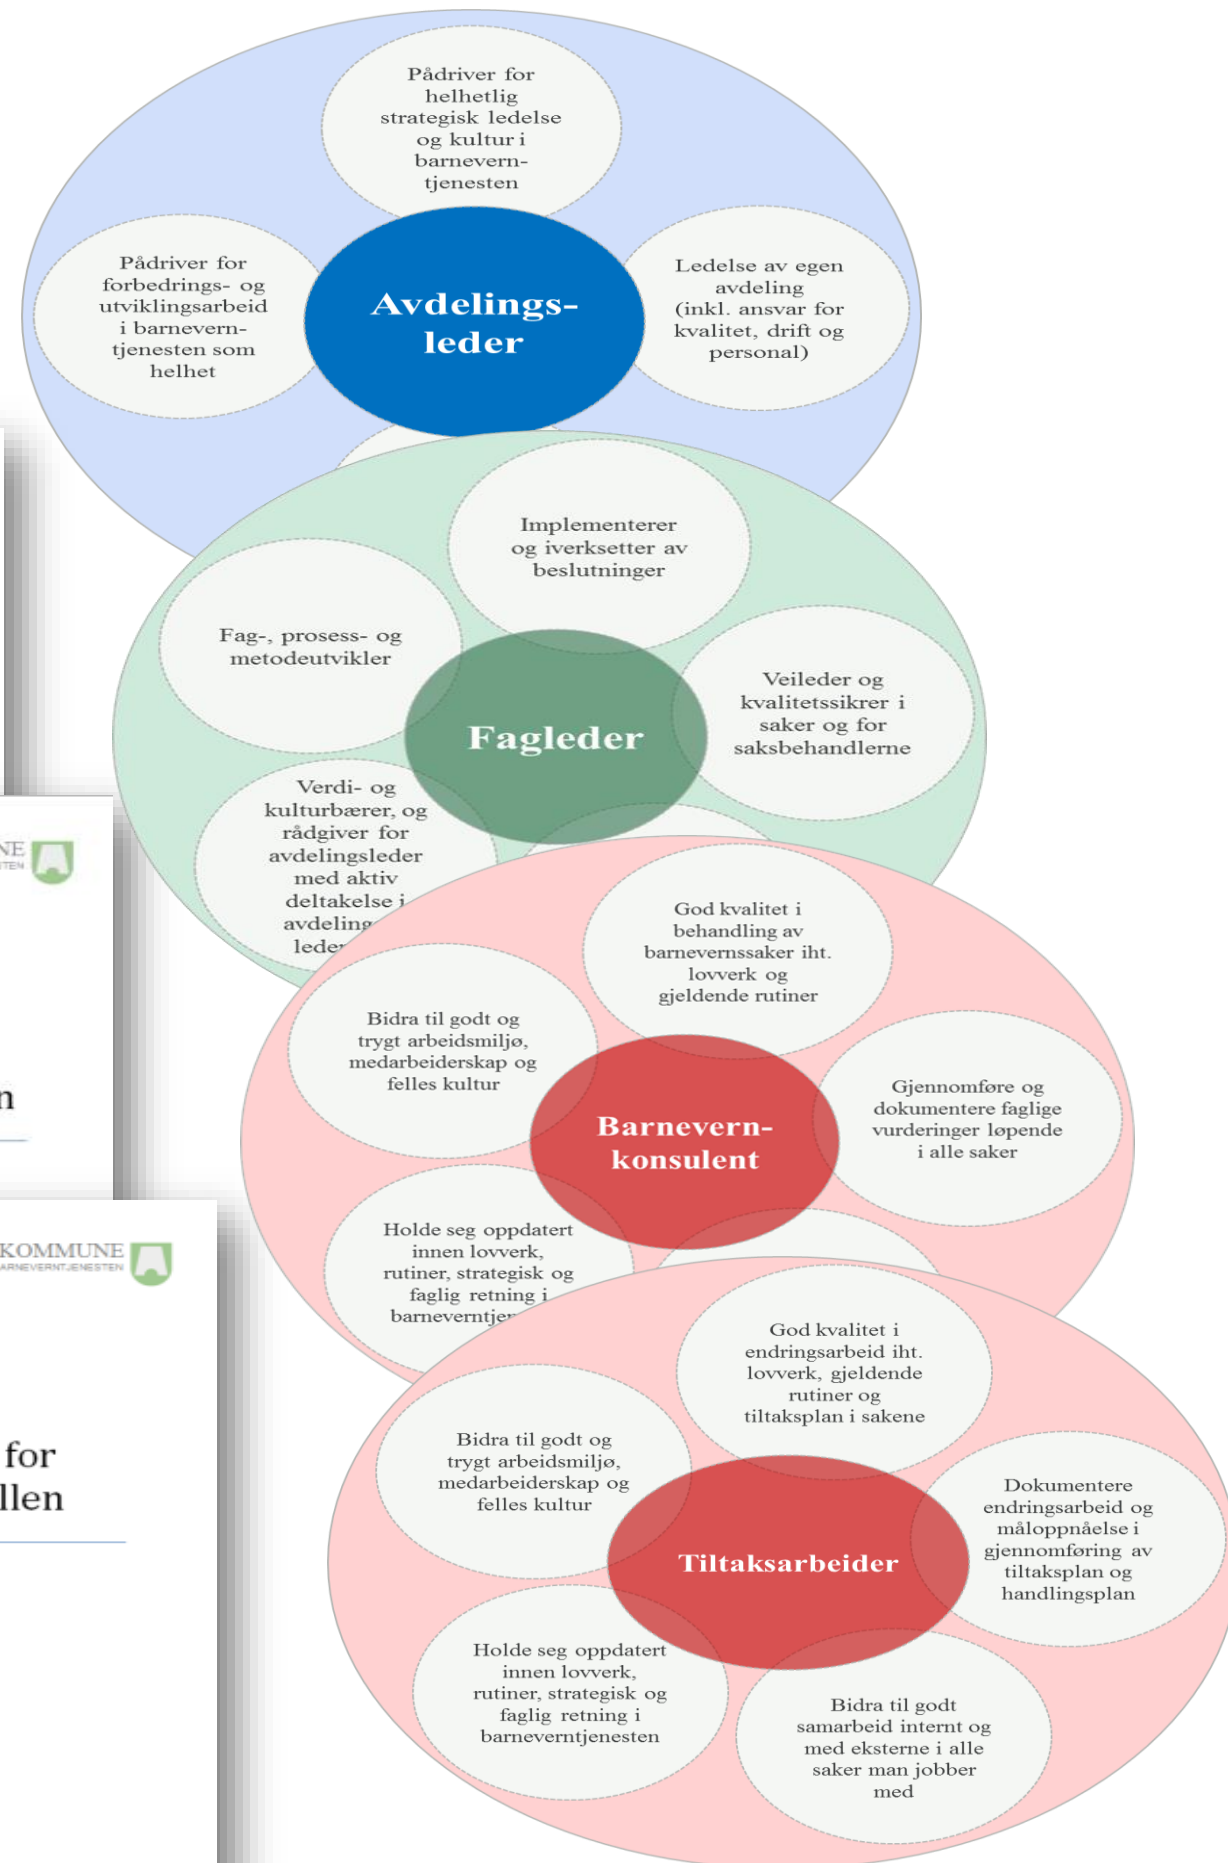 Pådriver for
helhetlig
strategisk ledelse
og kultur i
barnevern-
tjenesten
Pådriver for
forbedrings- og
utviklingsarbeid
i barnevern-
tjenesten som
helhet
Avdelings-
leder
Ledelse av egen
avdeling
(inkl. ansvar for
kvalitet, drift og
personal)
Implementerer
og iverksetter av
beslutninger
Fag-, prosess- og
metodeutvikler
Fagleder
Veileder og
kvalitetssikrer i
saker og for
saksbehandlerne
Verdi- og
kulturbærer, og
rådgiver for
avdelingsleder
med aktiv
deltakelse i
God kvalitet i
behandling av
barnevernssaker iht.
lovverk og
gjeldende rutiner
Bidra til godt og
trygt arbeidsmiljø,
medarbeiderskap og
felles kultur
Barnevern-
konsulent
Gjennomføre og
dokumentere faglige
vurderinger løpende
i alle saker
Holde seg oppdatert
innen lovverk,
rutiner, strategisk og
faglig retning i
KOMMUNE
for
God kvalitet i
endringsarbeid iht.
lovverk, gjeldende
rutiner og
tiltaksplan i sakene
Bidra til godt og
trygt arbeidsmiljø,
medarbeiderskap og
felles kultur
Tiltaksarbeider
Dokumentere
endringsarbeid og
måloppnåelse i
gjennomføring av
tiltaksplan og
handlingsplan
Holde seg oppdatert
innen lovverk,
rutiner, strategisk og
faglig retning i
barneverntjenesten
Bidra til godt
samarbeid internt og
med eksterne i alle
saker man jobber
med